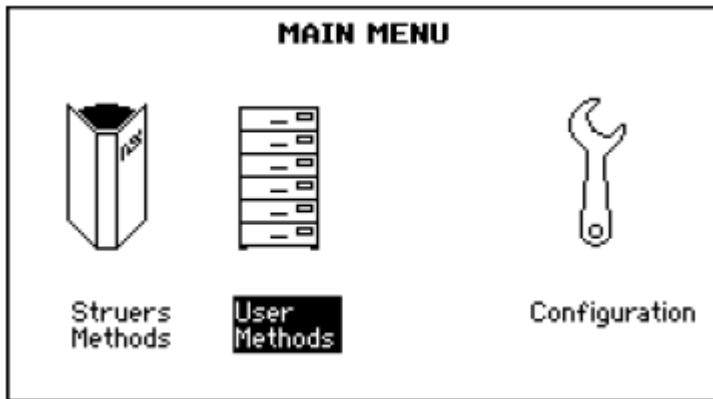 MAIN MENU
Struers
Methods
User
Methods
Configuration